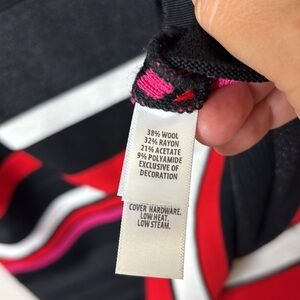 38% WOOL
32% RAYON
21% ACETATE
9% POLYAMIDE
EXCLUSIVE OF
DECORATION
COVER HARDWARE.
LOW HEAT.
LOW STEAM.